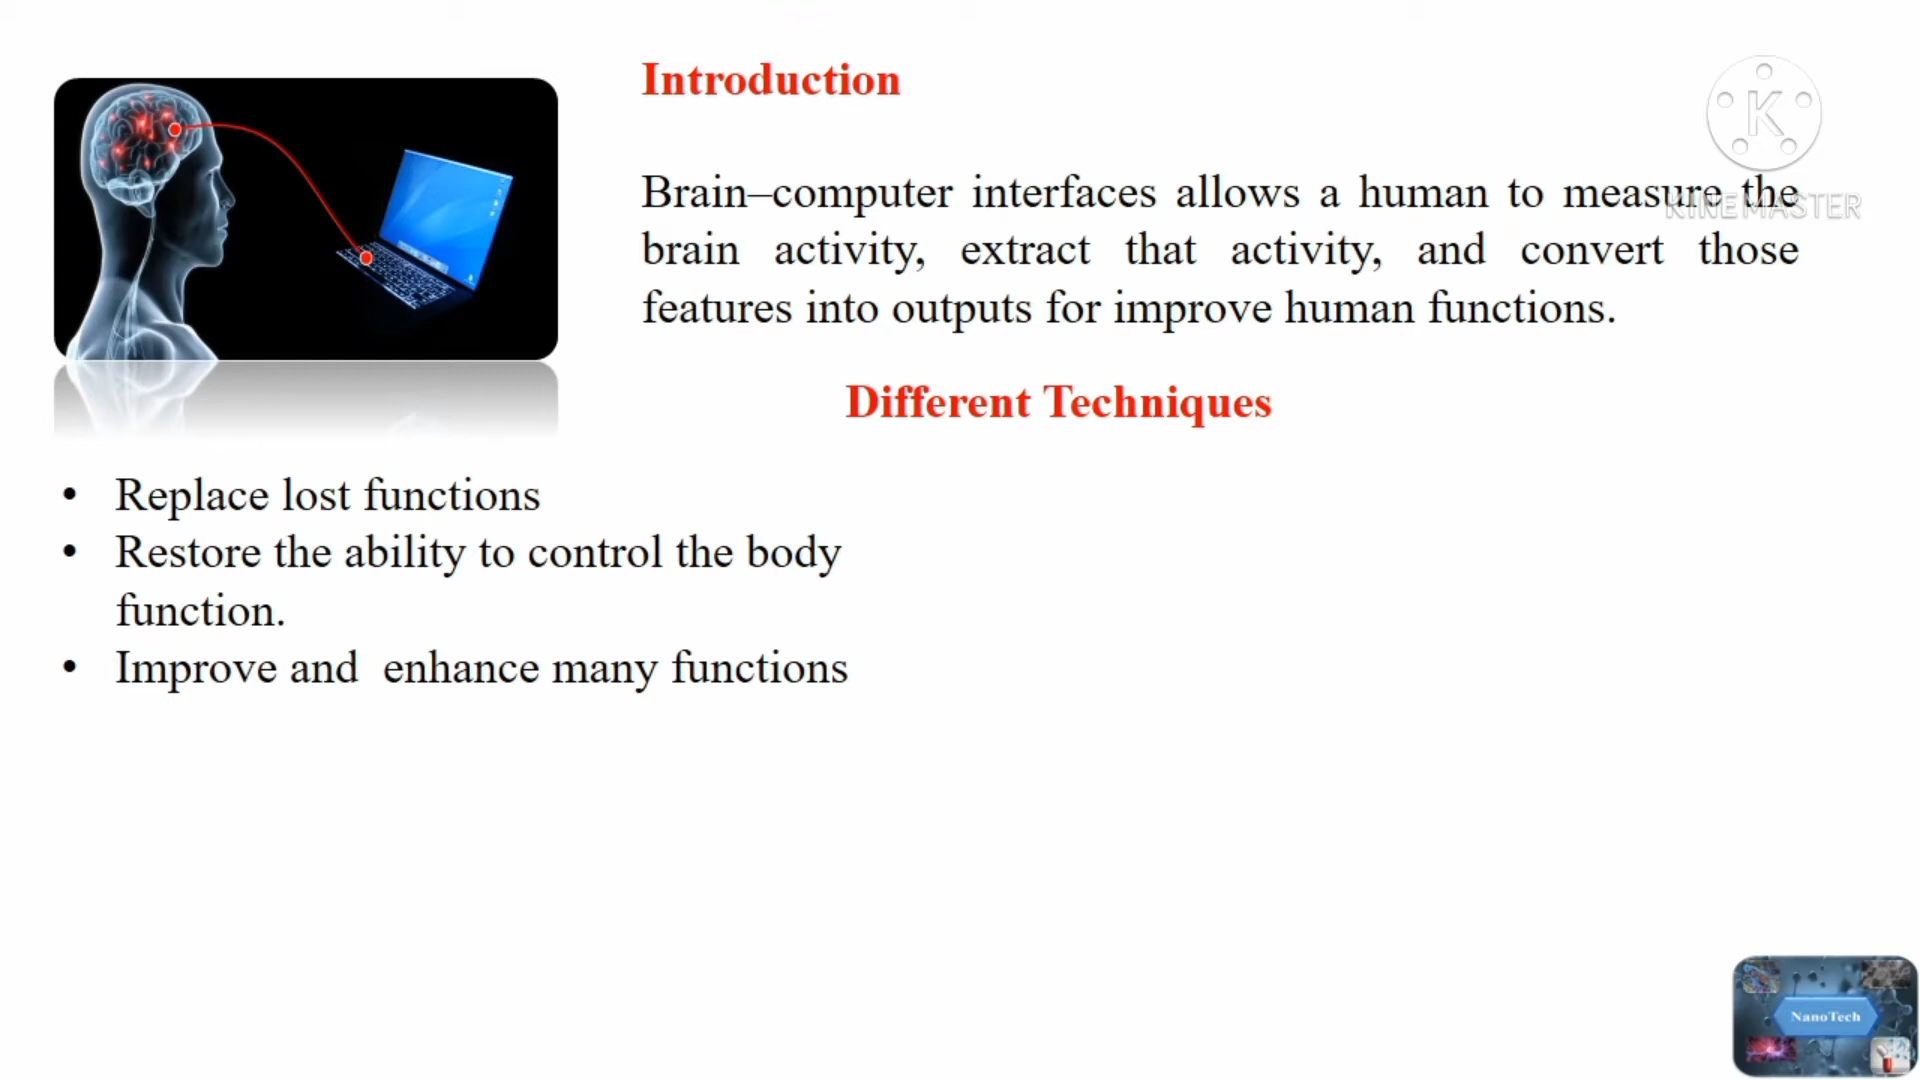 Introduction
K
KINEMASTER
Brain–computer interfaces allows a human to measure the
brain activity, extract that activity, and convert those
features into outputs for improve human functions.
Different Techniques
• Replace lost functions
• Restore the ability to control the body
function.
• Improve and enhance many functions
NanoTech